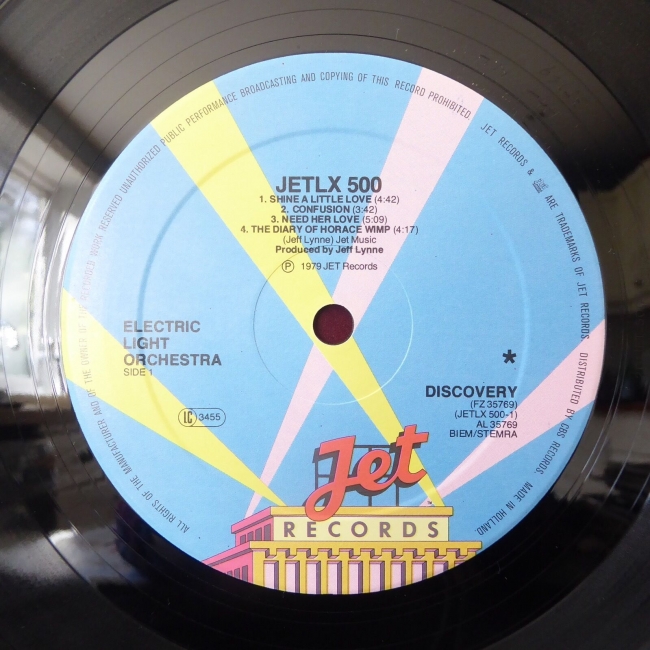 ALL RIGHTS OF THE MANUFACTURER AND OF THE OWNER OF THE RECORDED WORK RESERVED UNAUTHORIZED PUBLIC PERFORMANCE BROADCASTING AND COPYING OF THIS RECORD PROHIBITED. JET RECORDS & ARE TRADEMARKS OF JET RECORDS. DISTRIBUTED BY CBS RECORDS. MADE IN HOLLAND
JETLX 500
1. SHINE A LITTLE LOVE (4:42)
2. CONFUSION (3:42)
3. NEED HER LOVE (5:09)
4. THE DIARY OF HORACE WIMP (4:17)
(Jeff Lynne) Jet Music
Produced by Jeff Lynne
Ⓟ 1979 JET Records
ELECTRIC
LIGHT
ORCHESTRA
SIDE 1
LC 3455
*
DISCOVERY
(FZ 35769)
(JETLX 500-1)
AL 35769
BIEM/STEMRA
Jet
RECORDS